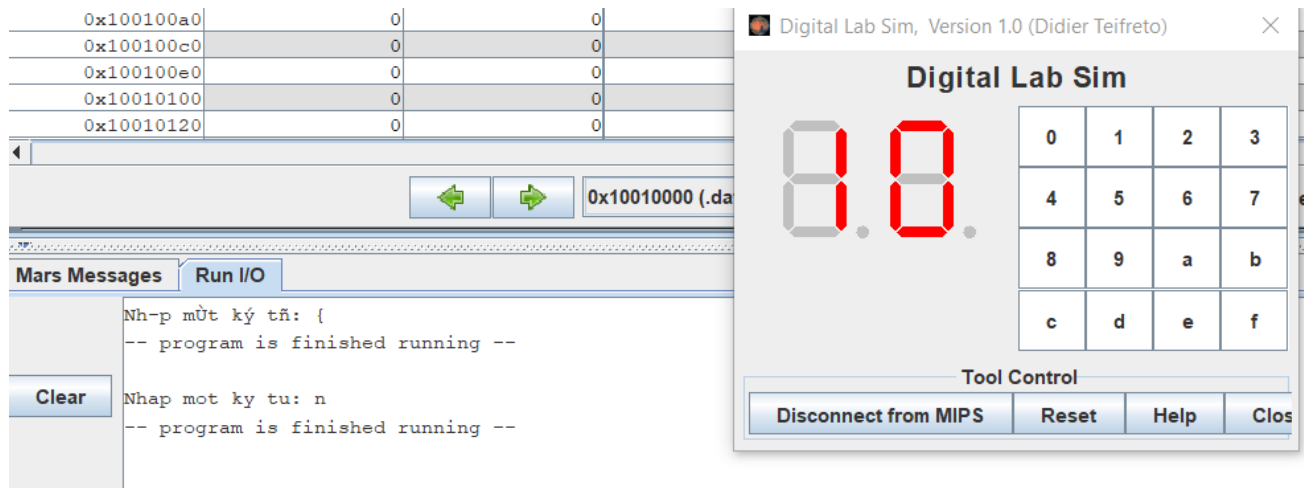 0x100100a0 0 0
0x100100c0 0 0
0x100100e0 0 0
0x10010100 0 0
0x10010120 0 0
0x10010000 (.da
Mars Messages Run I/O
Clear
Nh-p mÙt ký tñ: {
-- program is finished running --
Nhap mot ky tu: n
-- program is finished running --
Digital Lab Sim, Version 1.0 (Didier Teifreto)
Digital Lab Sim
10
0 1 2 3
4 5 6 7
8 9 a b
c d e f
Tool Control
Disconnect from MIPS Reset Help Clos